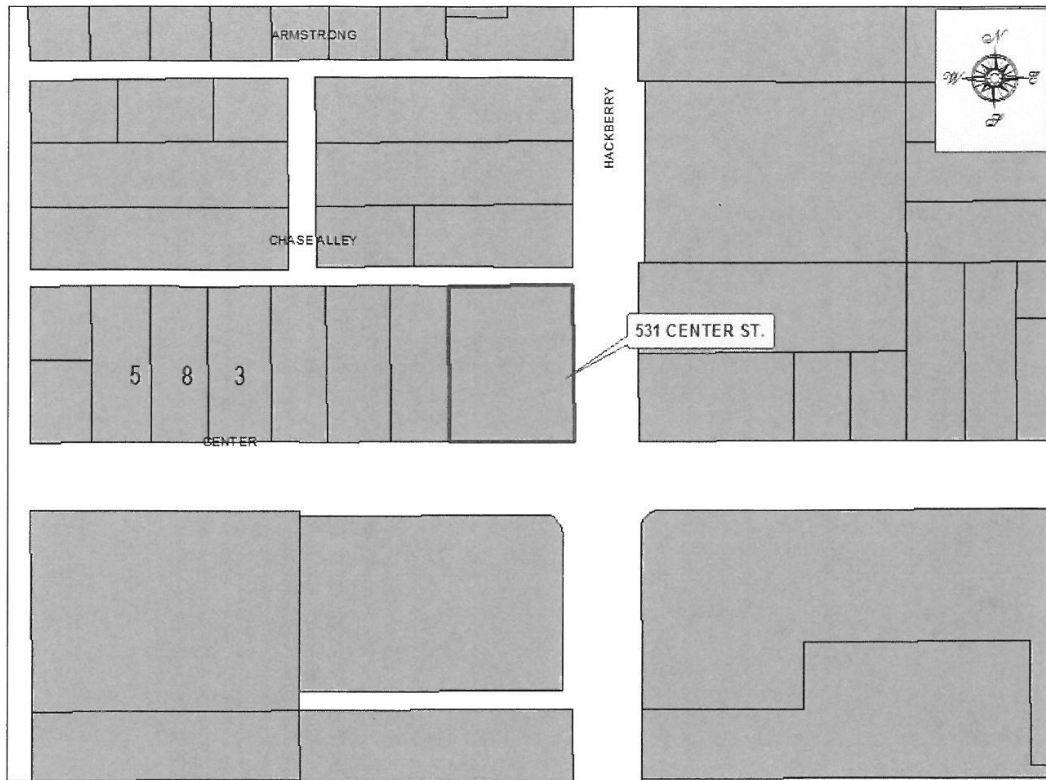 ARMSTRONG
N
HACKBERRY
CHASE ALLEY
531 CENTER ST.
5 8 3
CENTER